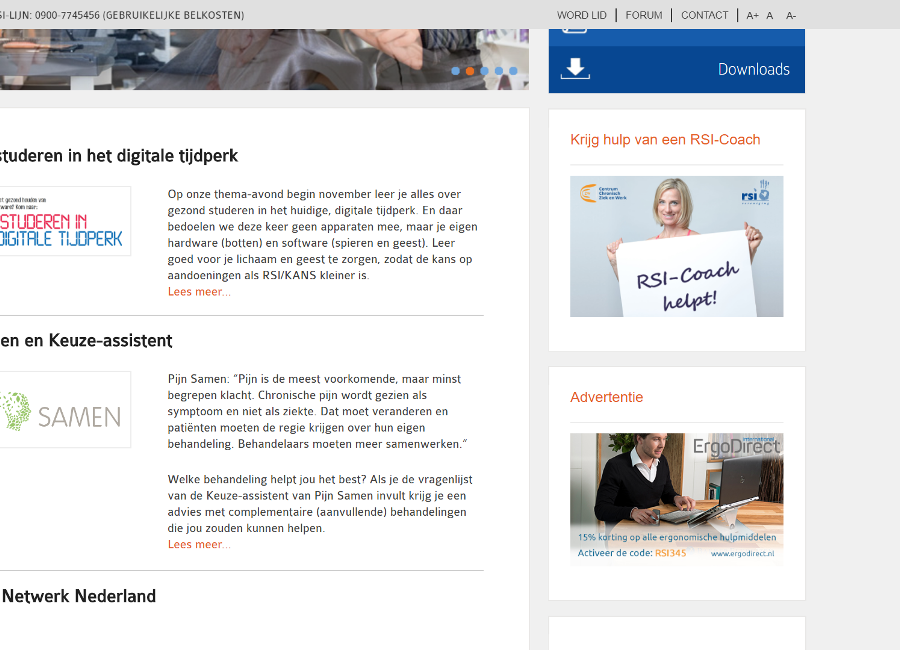 SI-LIJN: 0900-7745456 (GEBRUIKELIJKE BELKOSTEN)
WORD LID
FORUM
CONTACT
A+ A A-
Downloads
studeren in het digitale tijdperk
STUDEREN IN
DIGITALE TIJDPERK
Op onze thema-avond begin november leer je alles over
gezond studeren in het huidige, digitale tijdperk. En daar
bedoelen we deze keer geen apparaten mee, maar je eigen
hardware (botten) en software (spieren en geest). Leer
goed voor je lichaam en geest te zorgen, zodat de kans op
aandoeningen als RSI/KANS kleiner is.
Lees meer...
en en Keuze-assistent
SAMEN
Pijn Samen: “Pijn is de meest voorkomende, maar minst
begrepen klacht. Chronische pijn wordt gezien als
symptoom en niet als ziekte. Dat moet veranderen en
patiënten moeten de regie krijgen over hun eigen
behandeling. Behandelaars moeten meer samenwerken.”
Welke behandeling helpt jou het best? Als je de vragenlijst
van de Keuze-assistent van Pijn Samen invult krijg je een
advies met complementaire (aanvullende) behandelingen
die jou zouden kunnen helpen.
Lees meer...
Netwerk Nederland
Krijg hulp van een RSI-Coach
Centrum
Chronisch
Ziek en Werk
rsi
RSI-Coach
helpt!
Advertentie
international
ErgoDirect
15% korting op alle ergonomische hulpmiddelen
Activeer de code: RSI345
www.ergodirect.nl